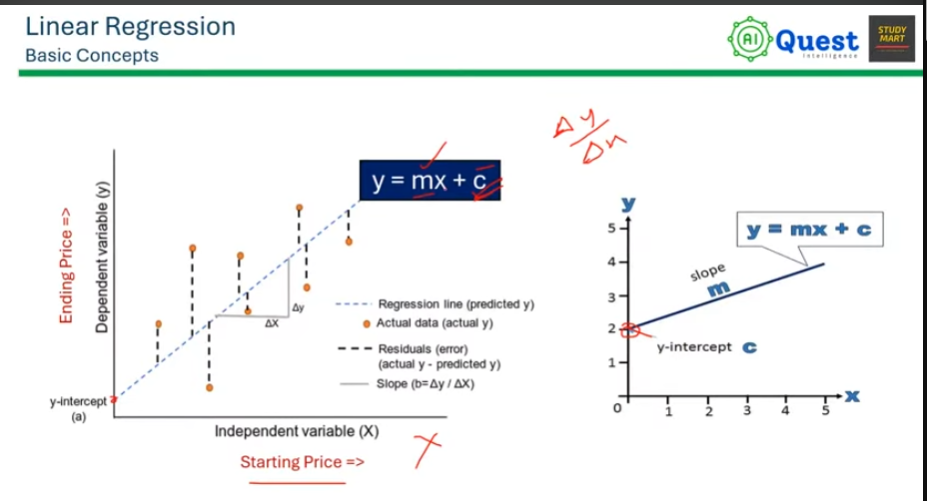 Linear Regression
Basic Concepts
AI Quest
Intelligence
STUDY
MART
Δy/Δx
y = mx + c
Ending Price =>
Dependent variable (y)
Δy
ΔX
Regression line (predicted y)
Actual data (actual y)
Residuals (error)
(actual y - predicted y)
Slope (b=Δy / ΔX)
y-intercept
(a)
Independent variable (X)
Starting Price =>
X
y
5
4
3
2
1
0
1
2
3
4
5
x
y = mx + c
slope
m
y-intercept c